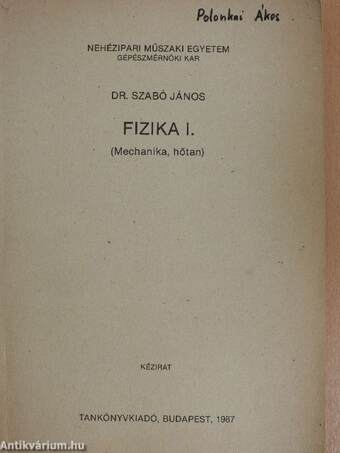 Polonkai Ákos
NEHÉZIPARI MŰSZAKI EGYETEM
GÉPÉSZMÉRNÖKI KAR
DR. SZABÓ JÁNOS
FIZIKA I.
(Mechanika, hőtan)
KÉZIRAT
TANKÖNYVKIADÓ, BUDAPEST, 1987
antikvárium.hu